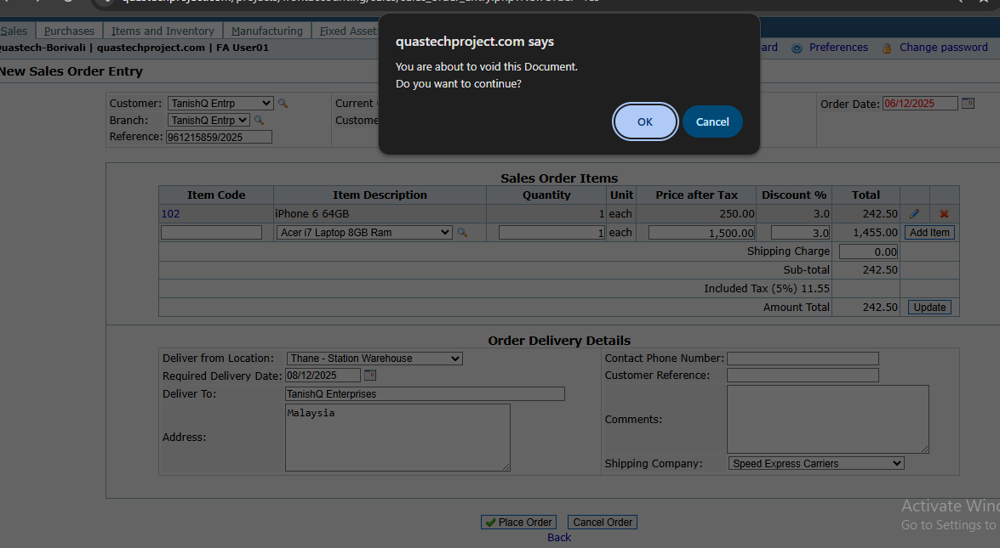 quastechproject.com says
You are about to void this Document.
Do you want to continue?
OK Cancel
Sales Purchases Items and Inventory Manufacturing Fixed Asset
Quastech-Borivali | quastechproject.com | FA User01 ard Preferences Change password
New Sales Order Entry
Customer: TanishQ Entrp Current Order Date: 06/12/2025
Branch: TanishQ Entrp Custome
Reference: 961215859/2025
Sales Order Items
Item Code Item Description Quantity Unit Price after Tax Discount % Total
102 iPhone 6 64GB 1 each 250.00 3.0 242.50
Acer i7 Laptop 8GB Ram 1 each 1,500.00 3.0 1,455.00 Add Item
Shipping Charge 0.00
Sub-total 242.50
Included Tax (5%) 11.55
Amount Total 242.50 Update
Order Delivery Details
Deliver from Location: Thane - Station Warehouse Contact Phone Number:
Required Delivery Date: 08/12/2025 Customer Reference:
Deliver To: TanishQ Enterprises
Address: Malaysia Comments:
Shipping Company: Speed Express Carriers
Place Order Cancel Order
Back
Activate Winc
Go to Settings to